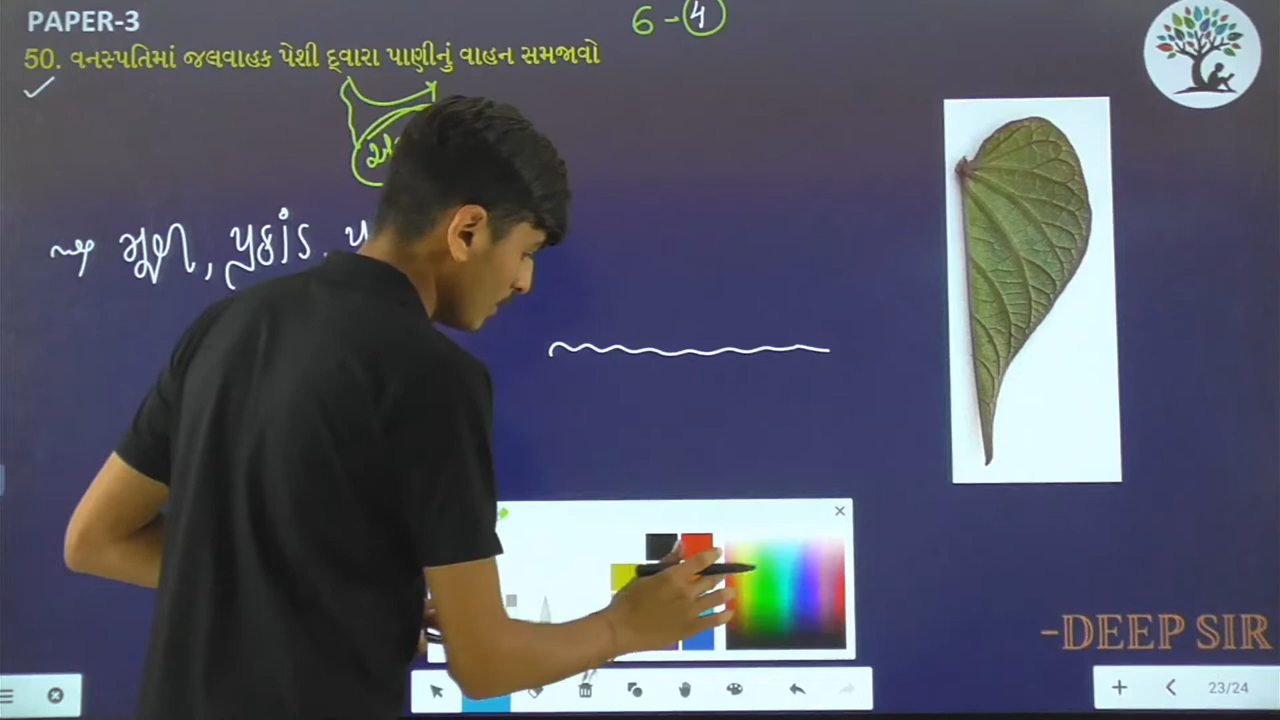 PAPER-3
6-4
50. વનસ્પતિમાં જલવાહક પેશી દ્વારા પાણીનું વાહન સમજાવો
મૂળ, પ્રકાંડ,
-DEEP SIR
23/24